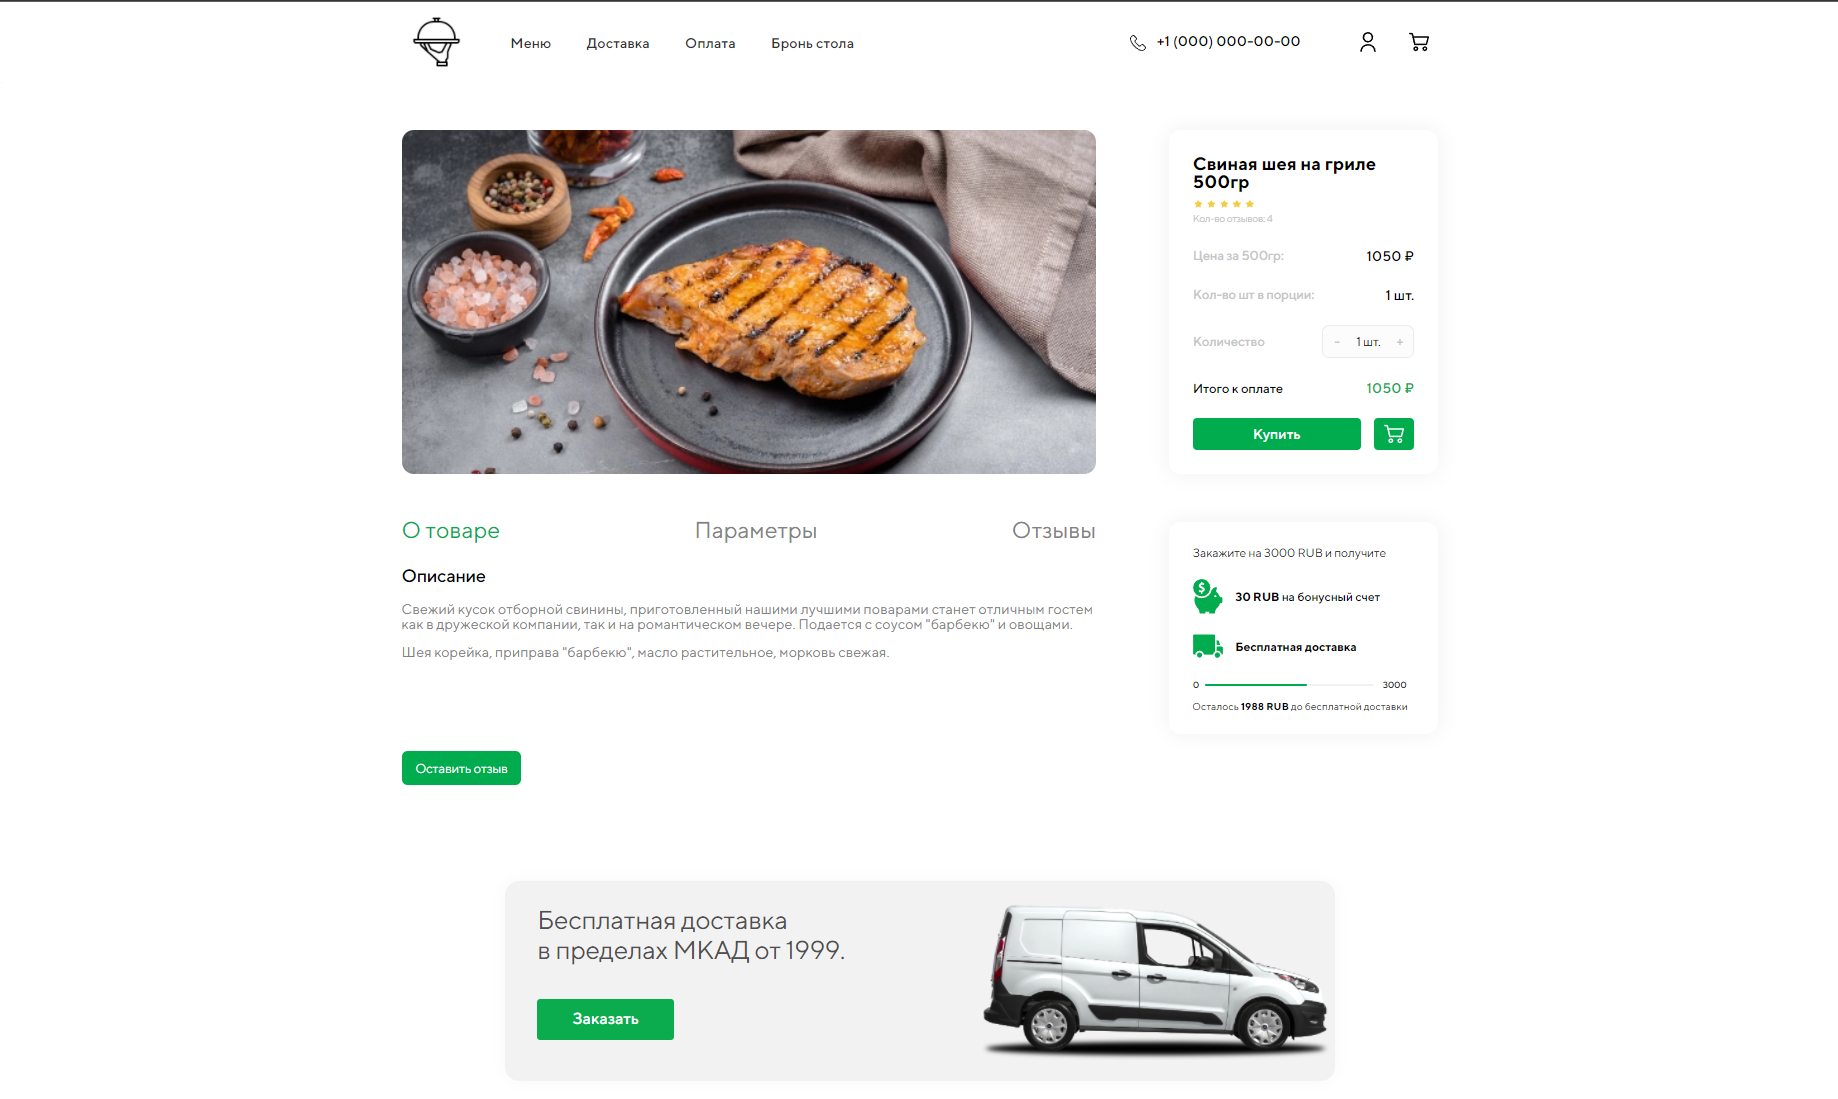 Меню
Доставка
Оплата
Бронь стола
+1 (000) 000-00-00
Свиная шея на гриле
500гр
Кол-во отзывов: 4
Цена за 500гр:
1050 ₽
Кол-во шт в порции:
1 шт.
Количество
- 1 шт. +
Итого к оплате
1050 ₽
Купить
О товаре
Параметры
Отзывы
Описание
Свежий кусок отборной свинины, приготовленный нашими лучшими поварами станет отличным гостем
как в дружеской компании, так и на романтическом вечере. Подается с соусом "барбекю" и овощами.
Шея корейка, приправа "барбекю", масло растительное, морковь свежая.
Оставить отзыв
Закажите на 3000 RUB и получите
$
30 RUB на бонусный счет
Бесплатная доставка
0
3000
Осталось 1988 RUB до бесплатной доставки
Бесплатная доставка
в пределах МКАД от 1999.
Заказать